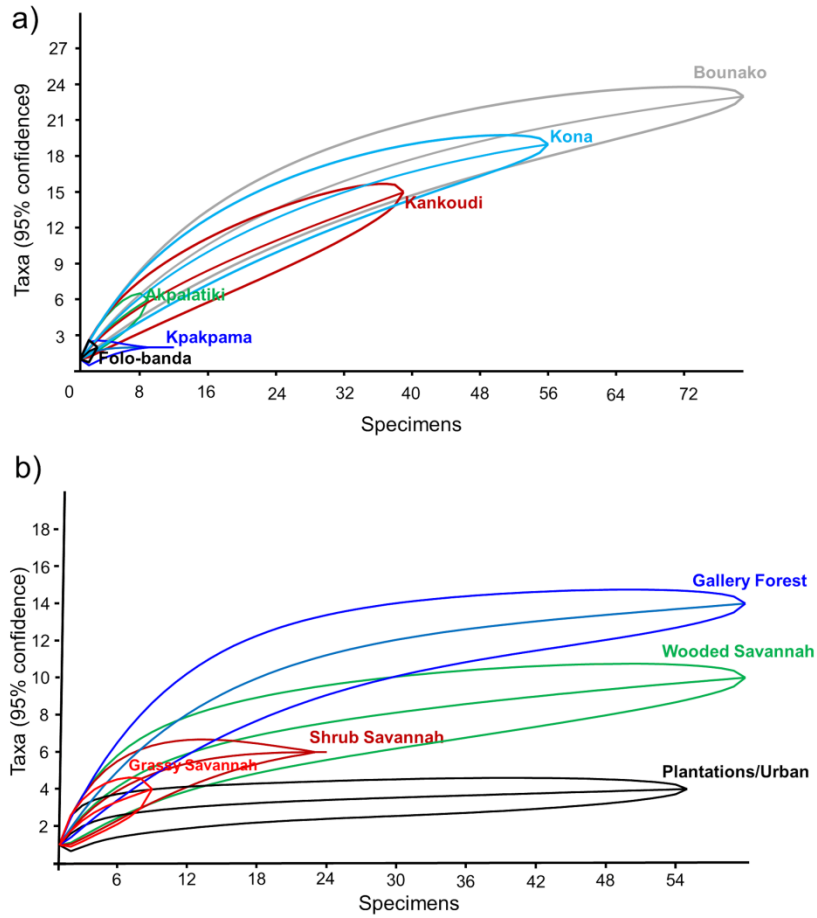 a)
27
24
21
18
15
12
9
6
3
Taxa (95% confidence9
Bounako
Kona
Kankoudi
Akpalatiki
Kpakpama
Folo-banda
0 8 16 24 32 40 48 56 64 72
Specimens
b)
18
16
14
12
10
8
6
4
2
Taxa (95% confidence)
Gallery Forest
Wooded Savannah
Shrub Savannah
Grassy Savannah
Plantations/Urban
6 12 18 24 30 36 42 48 54
Specimens